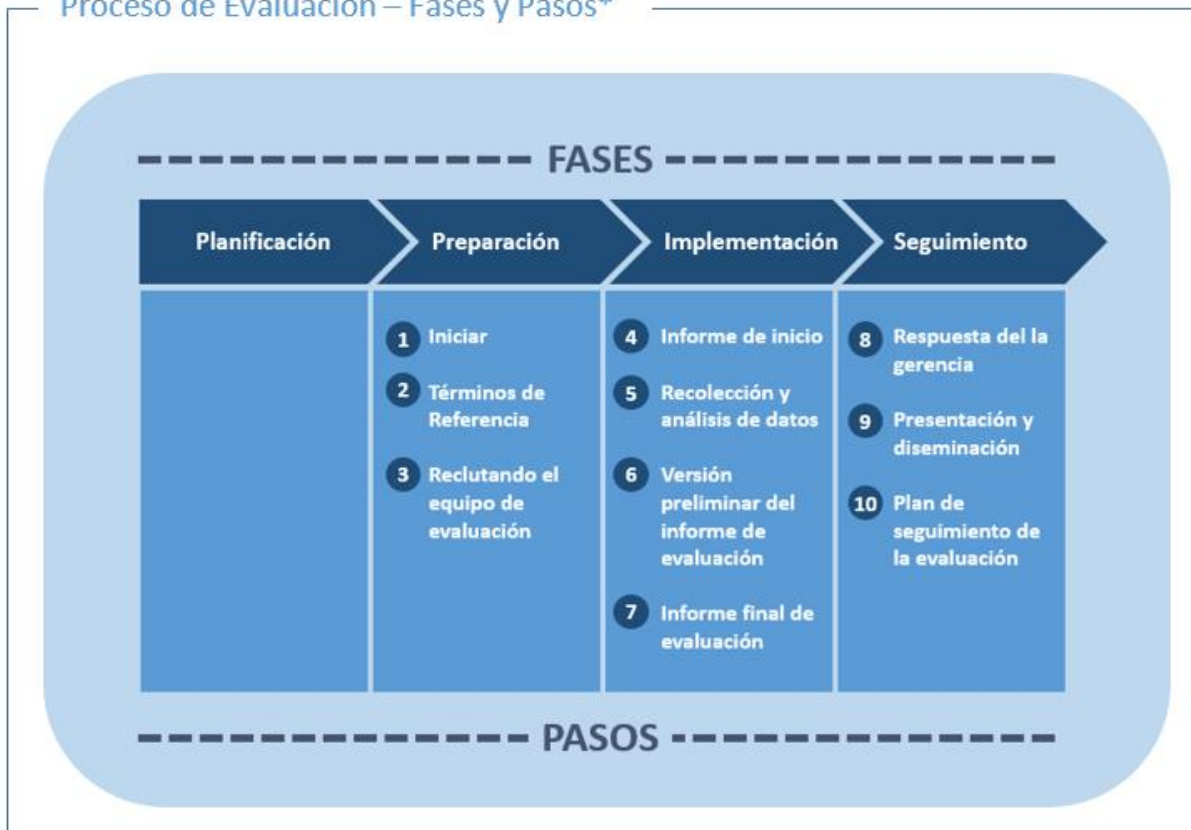 Proceso de Evaluación – Fases y Pasos*
FASES
Planificación
Preparación
Implementación
Seguimiento
1 Iniciar
2 Términos de
Referencia
3 Reclutando el
equipo de
evaluación
4 Informe de inicio
5 Recolección y
análisis de datos
6 Versión
preliminar del
informe de
evaluación
7 Informe final de
evaluación
8 Respuesta del la
gerencia
9 Presentación y
diseminación
10 Plan de
seguimiento de
la evaluación
PASOS